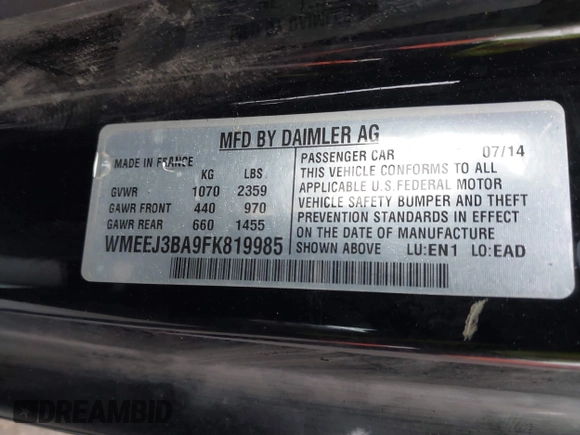 MFD BY DAIMLER AG
MADE IN FRANCE
KG LBS
GVWR 1070 2359
GAWR FRONT 440 970
GAWR REAR 660 1455
WMEEJ3BA9FK819985
PASSENGER CAR 07/14
THIS VEHICLE CONFORMS TO ALL
APPLICABLE U.S. FEDERAL MOTOR
VEHICLE SAFETY BUMPER AND THEFT
PREVENTION STANDARDS IN EFFECT
ON THE DATE OF MANUFACTURE
SHOWN ABOVE LU:EN1 LO:EAD
DREAMBID